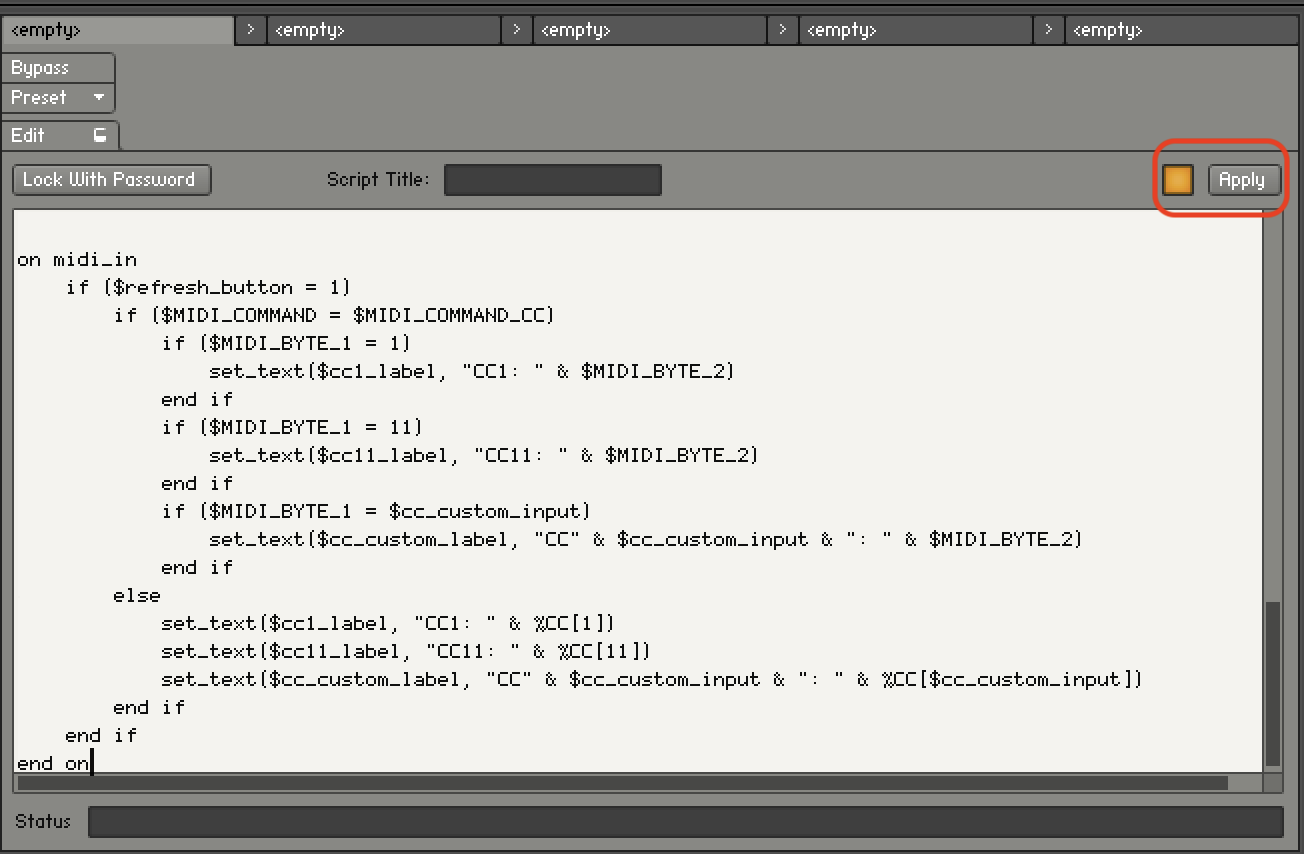 <empty> > <empty> > <empty> > <empty> > <empty>
Bypass
Preset
Edit
Lock With Password Script Title: Apply
on midi_in
    if ($refresh_button = 1)
        if ($MIDI_COMMAND = $MIDI_COMMAND_CC)
            if ($MIDI_BYTE_1 = 1)
                set_text($cc1_label, "CC1: " & $MIDI_BYTE_2)
            end if
            if ($MIDI_BYTE_1 = 11)
                set_text($cc11_label, "CC11: " & $MIDI_BYTE_2)
            end if
            if ($MIDI_BYTE_1 = $cc_custom_input)
                set_text($cc_custom_label, "CC" & $cc_custom_input & ": " & $MIDI_BYTE_2)
            end if
        else
            set_text($cc1_label, "CC1: " & %CC[1])
            set_text($cc11_label, "CC11: " & %CC[11])
            set_text($cc_custom_label, "CC" & $cc_custom_input & ": " & %CC[$cc_custom_input])
        end if
    end if
end on
Status